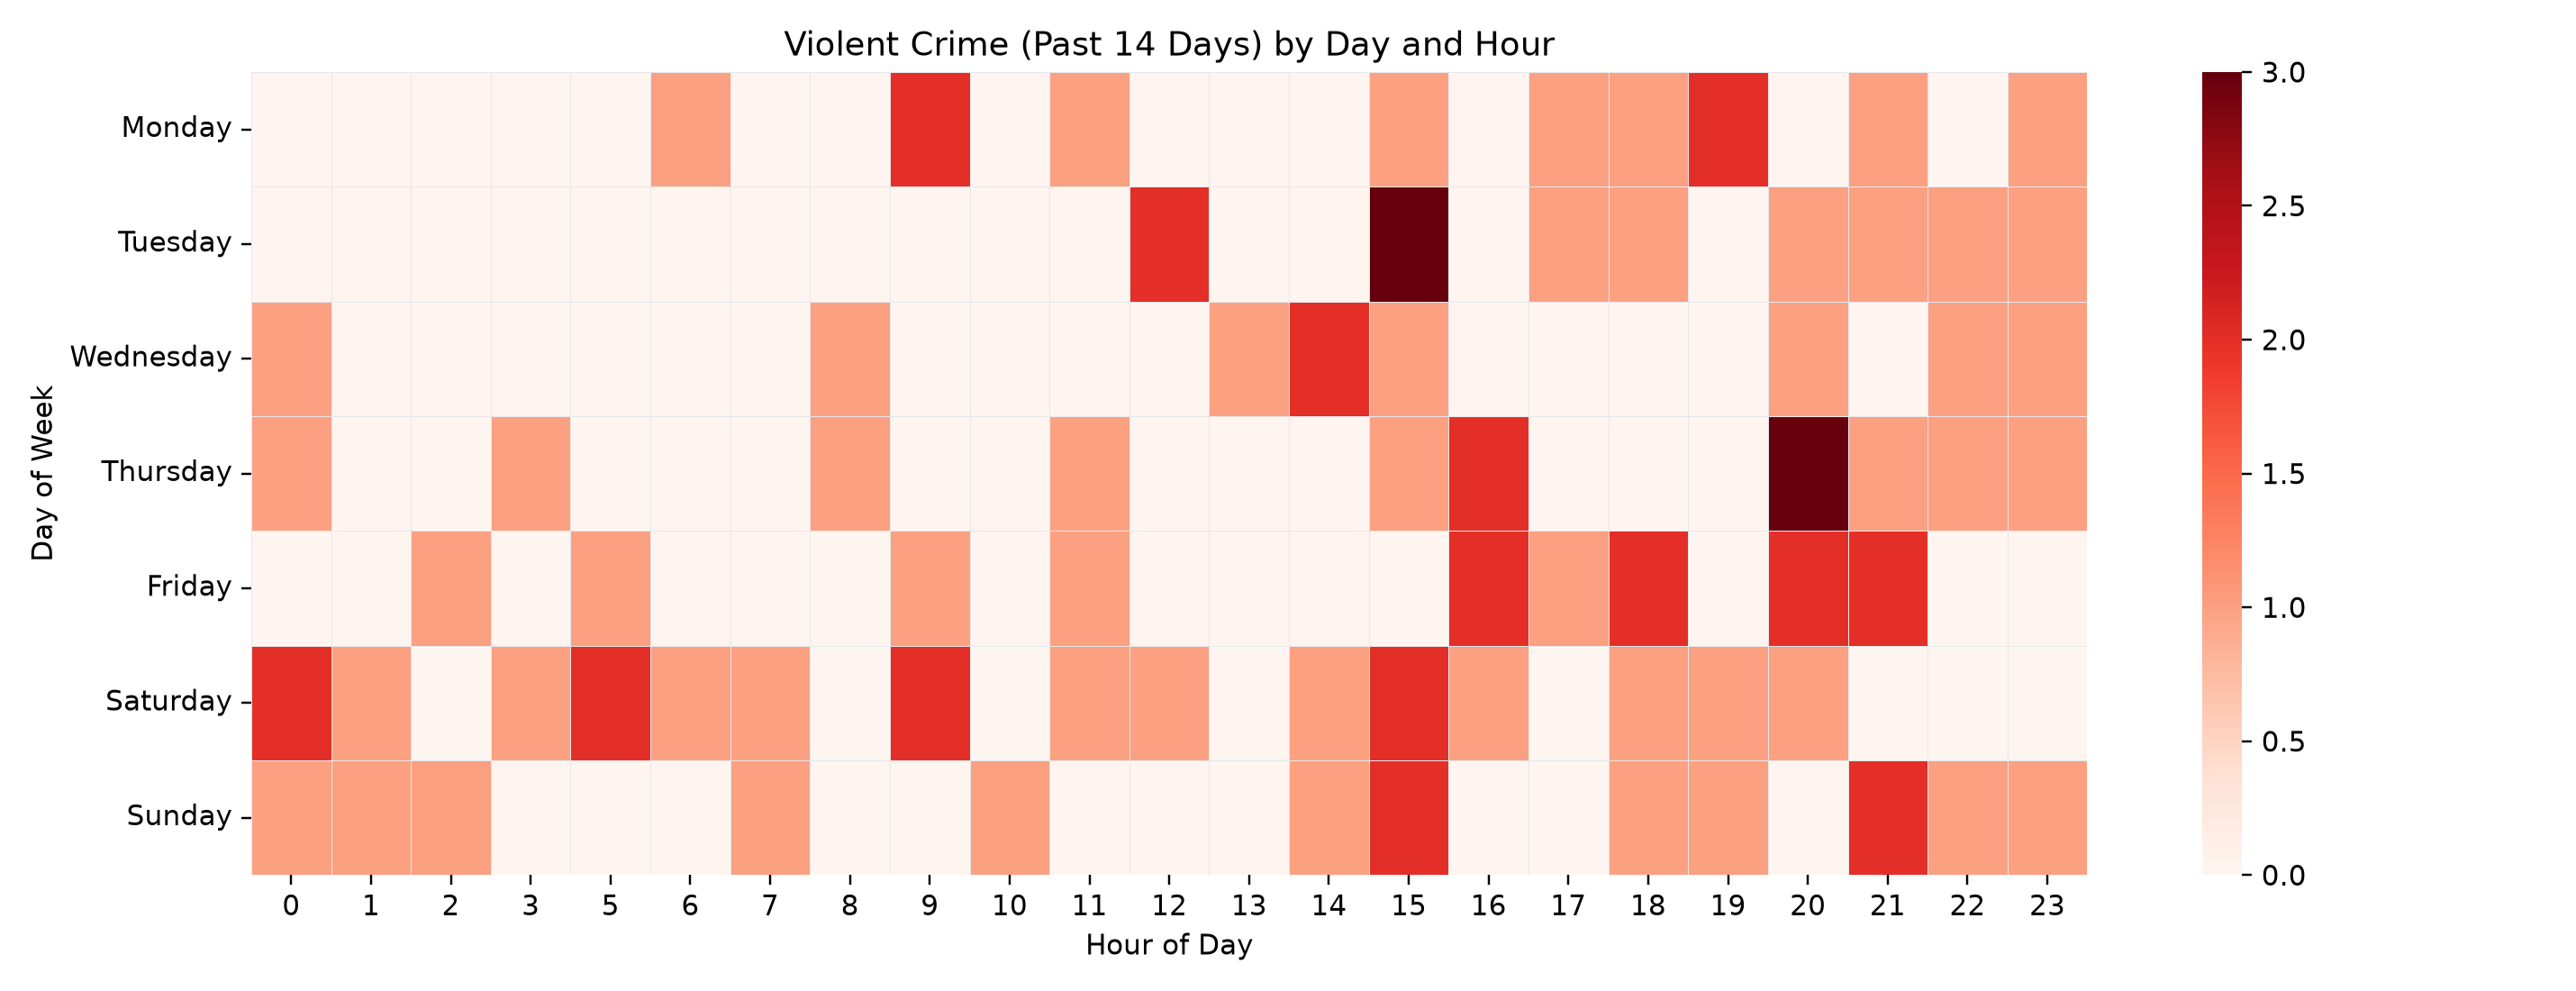 Violent Crime (Past 14 Days) by Day and Hour
Day of Week
Monday
Tuesday
Wednesday
Thursday
Friday
Saturday
Sunday
0 1 2 3 5 6 7 8 9 10 11 12 13 14 15 16 17 18 19 20 21 22 23
Hour of Day
3.0
2.5
2.0
1.5
1.0
0.5
0.0